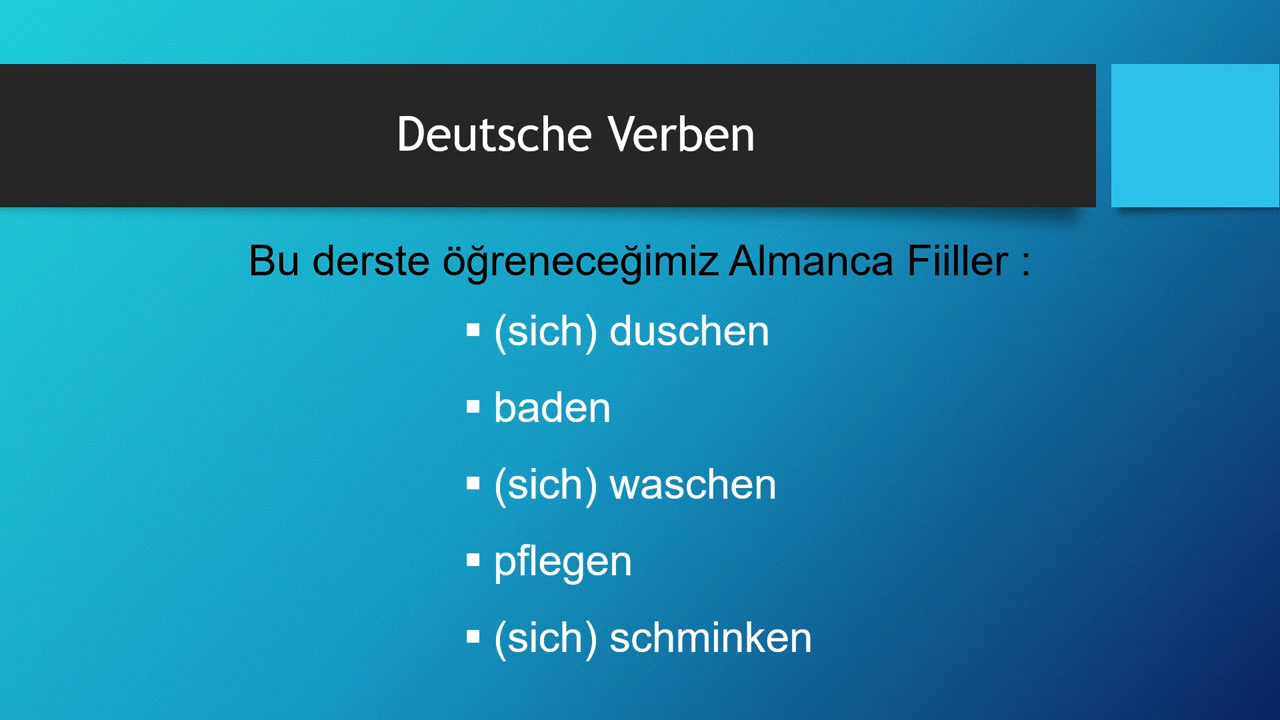 Deutsche Verben
Bu derste öğreneceğimiz Almanca Fiiller :
▪ (sich) duschen
▪ baden
▪ (sich) waschen
▪ pflegen
▪ (sich) schminken